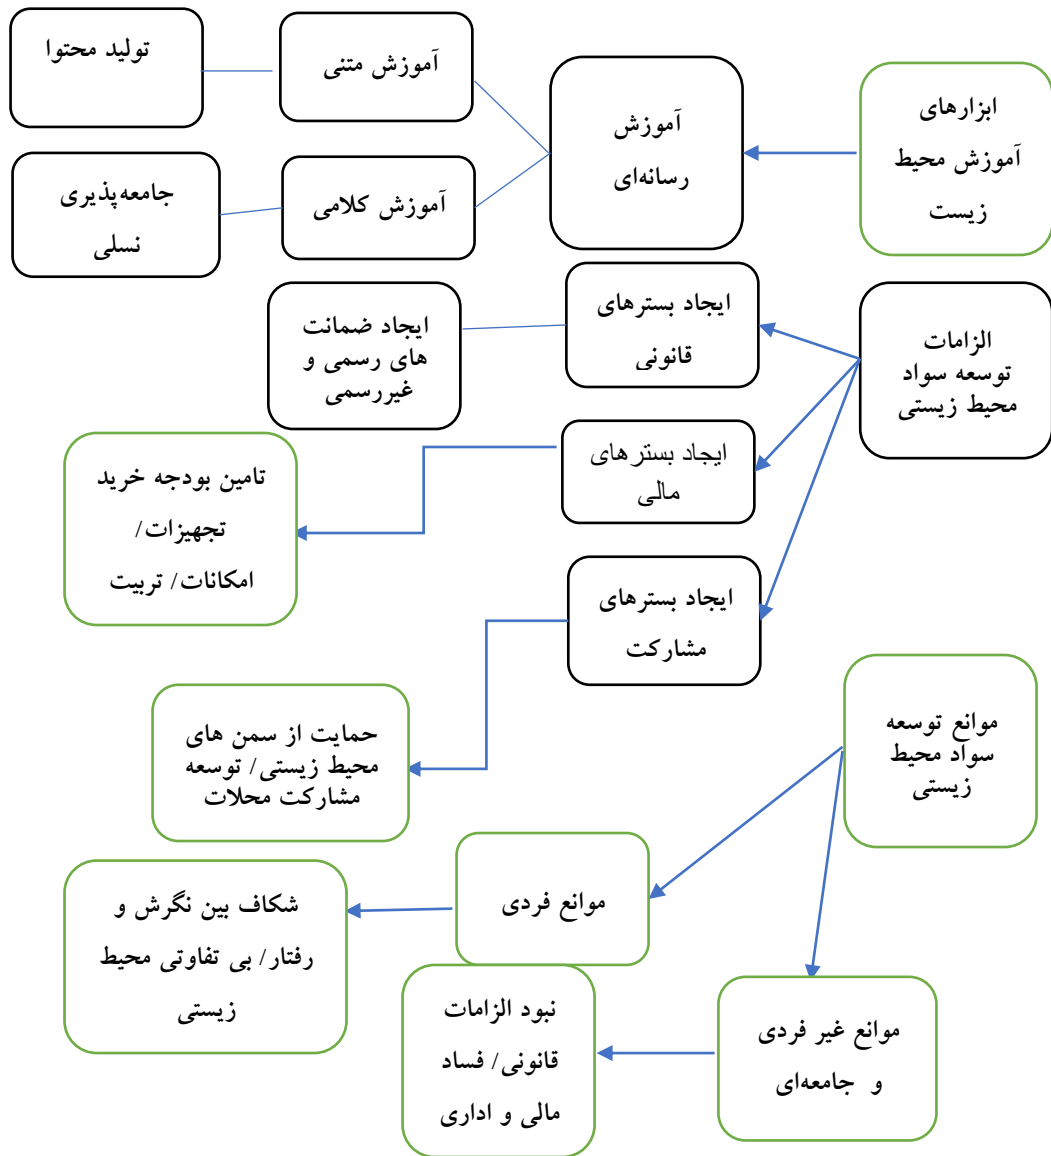 ابزارهای
آموزش محیط
زیست
آموزش
رسانه‌ای
آموزش متنی
تولید محتوا
آموزش کلامی
جامعه‌پذیری
نسلی
الزامات
توسعه سواد
محیط زیستی
ایجاد بسترهای
قانونی
ایجاد ضمانت
های رسمی و
غیررسمی
ایجاد بسترهای
مالی
تامین بودجه خرید
تجهیزات/
امکانات/ تربیت
ایجاد بسترهای
مشارکت
حمایت از سمن های
محیط زیستی/ توسعه
مشارکت محلات
موانع توسعه
سواد محیط
زیستی
موانع فردی
شکاف بین نگرش و
رفتار/ بی تفاوتی محیط
زیستی
موانع غیر فردی
و جامعه‌ای
نبود الزامات
قانونی/ فساد
مالی و اداری